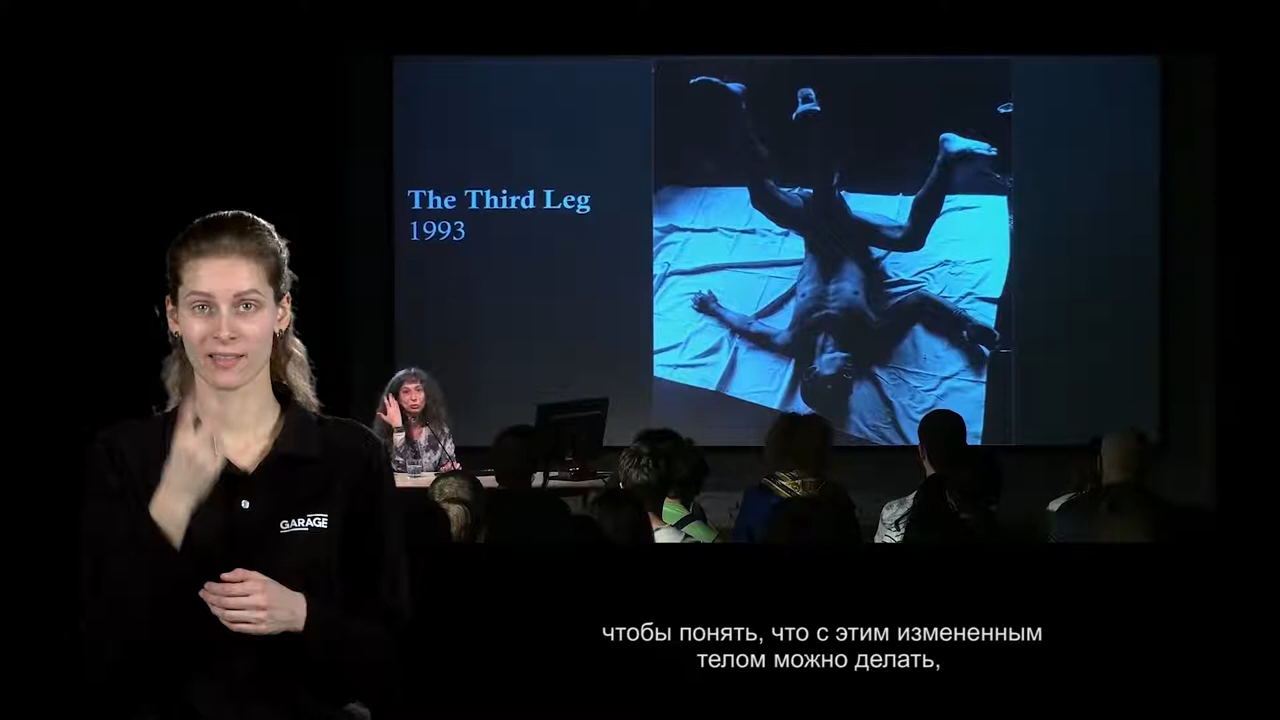 The Third Leg
1993
GARAGE
чтобы понять, что с этим измененным
телом можно делать,